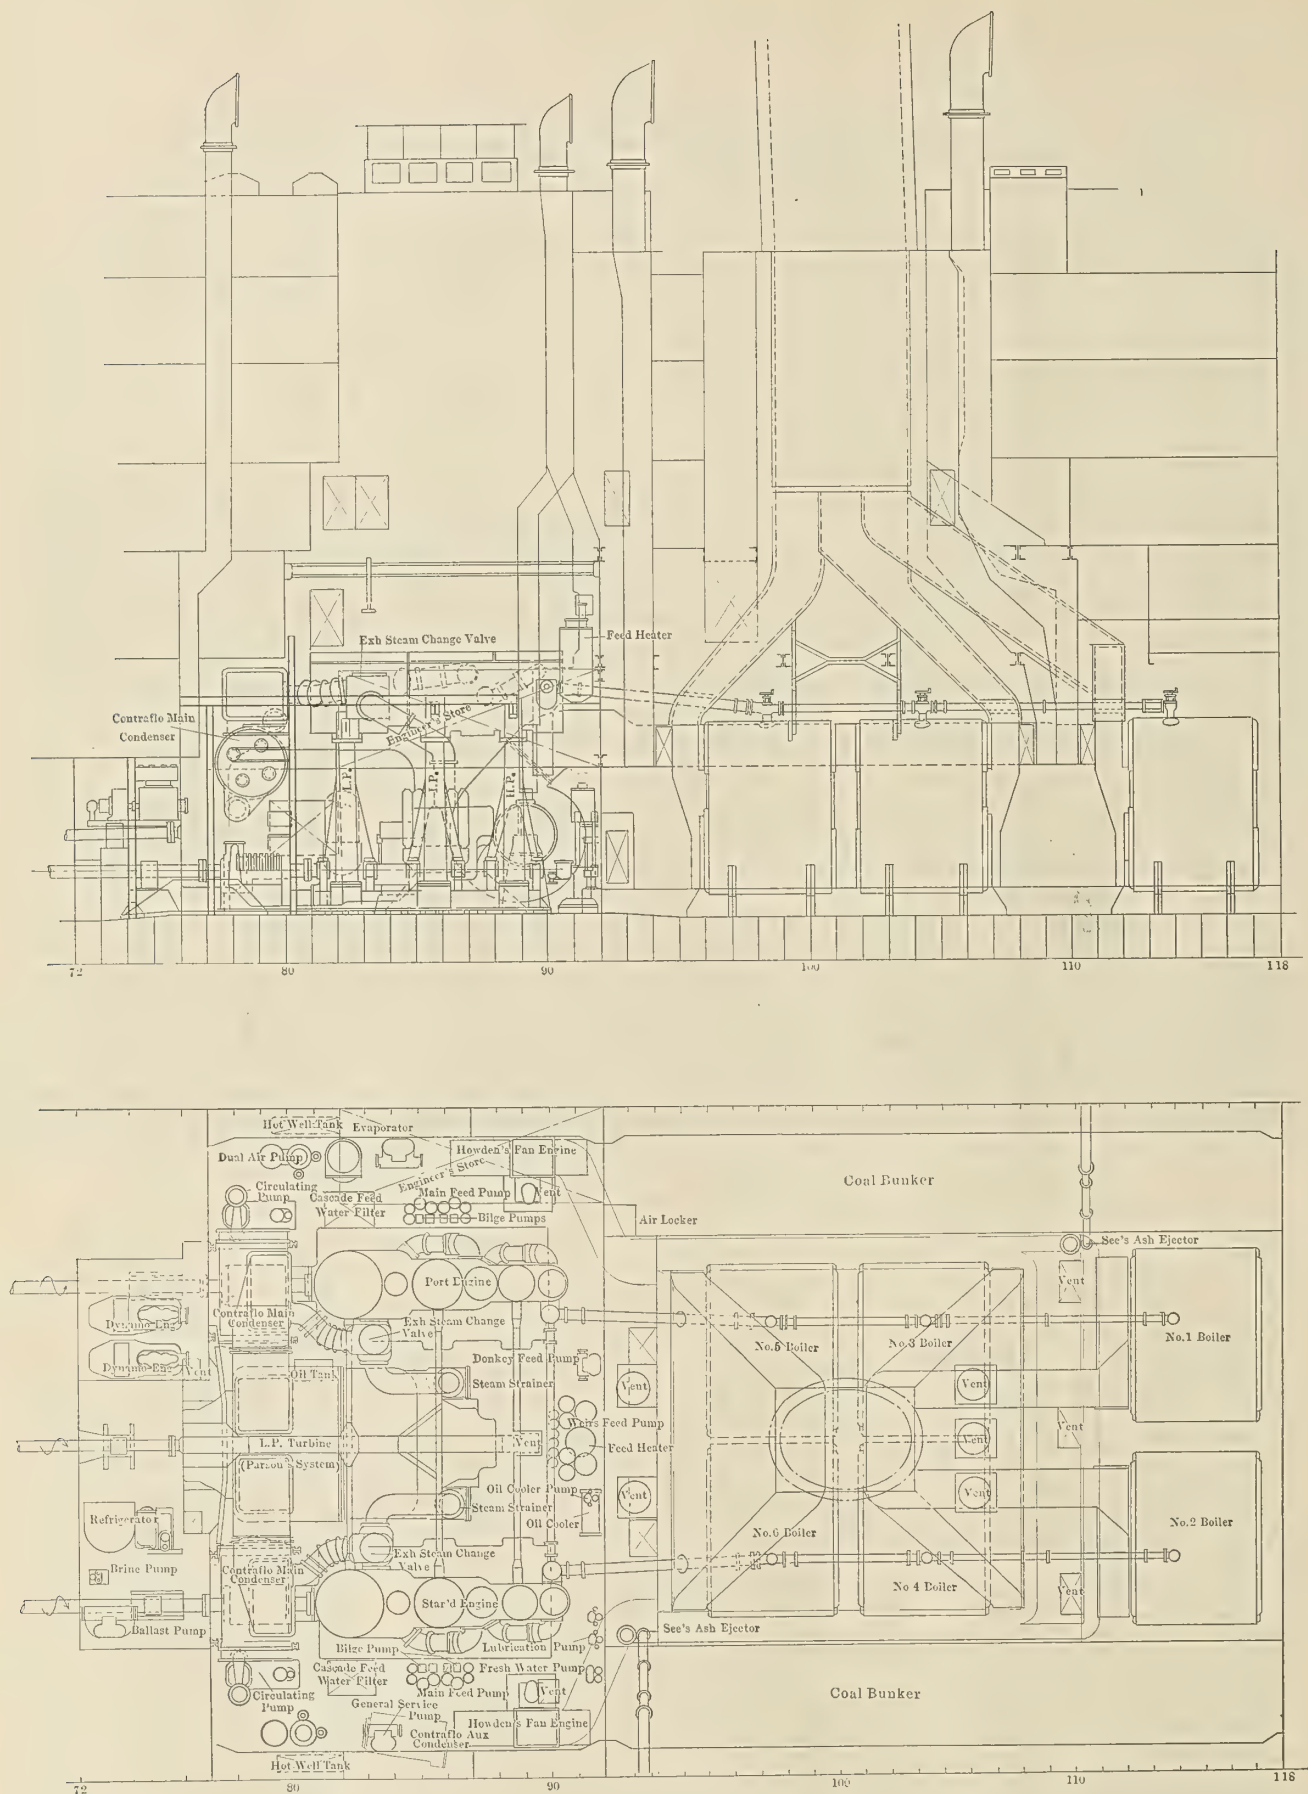 Exh Steam Change Valve
Feed Heater
Contraflo Main
Condenser
Engineer's Store
L.P.
I.P.
H.P.
72
80
90
100
110
118
Hot Well Tank
Evaporator
Dual Air Pump
Howden's Fan Engine
Engineer's Store
Circulating
Pump
Cascade Feed
Water Filter
Main Feed Pump
Vent
Bilge Pumps
Coal Bunker
Air Locker
See's Ash Ejector
Port Engine
Vent
Contraflo Main
Condenser
Exh Steam Change
Valve
Dynamo Eng
No.5 Boiler
No.3 Boiler
No.1 Boiler
Dynamo Eng
Vent
Oil Tank
Donkey Feed Pump
Steam Strainer
Vent
Vent
Weirs Feed Pump
Vent
L.P. Turbine
Vent
Feed Heater
Vent
(Parson's System)
Oil Cooler Pump
Vent
Vent
Steam Strainer
Oil Cooler
Refrigerator
No.6 Boiler
No.2 Boiler
Exh Steam Change
Valve
Brine Pump
Contraflo Main
Condenser
No 4 Boiler
Vent
Star'd Engine
Ballast Pump
See's Ash Ejector
Bilge Pump
Lubrication Pump
Cascade Feed
Water Filter
Fresh Water Pump
Circulating
Pump
Main Feed Pump
Vent
Coal Bunker
General Service
Pump
Howden's Fan Engine
Contraflo Aux
Condenser
Hot Well Tank
72
80
90
100
110
118